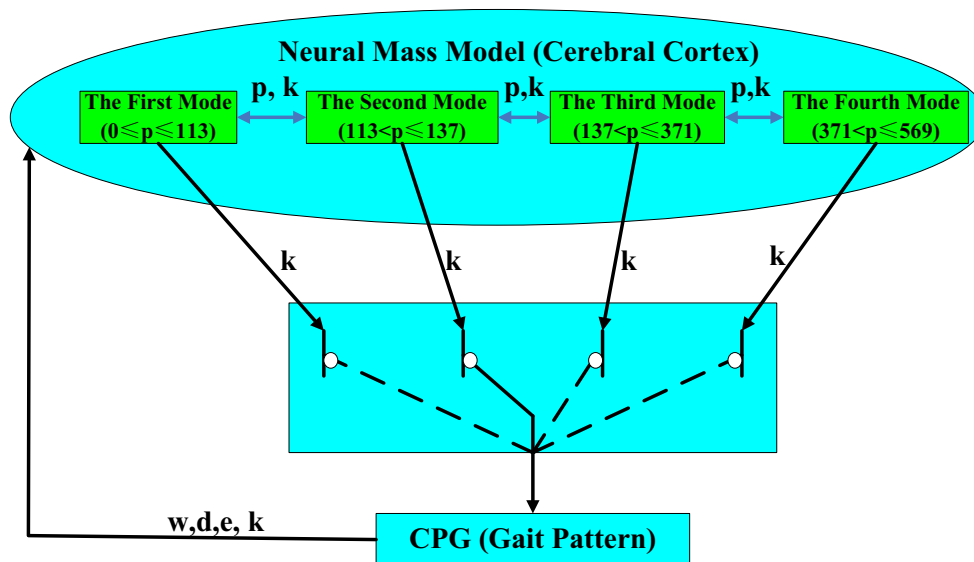 Neural Mass Model (Cerebral Cortex)
p, k
p,k
p,k
The First Mode
(0≤p≤113)
The Second Mode
(113<p≤137)
The Third Mode
(137<p≤371)
The Fourth Mode
(371<p≤569)
k
k
k
k
w,d,e, k
CPG (Gait Pattern)